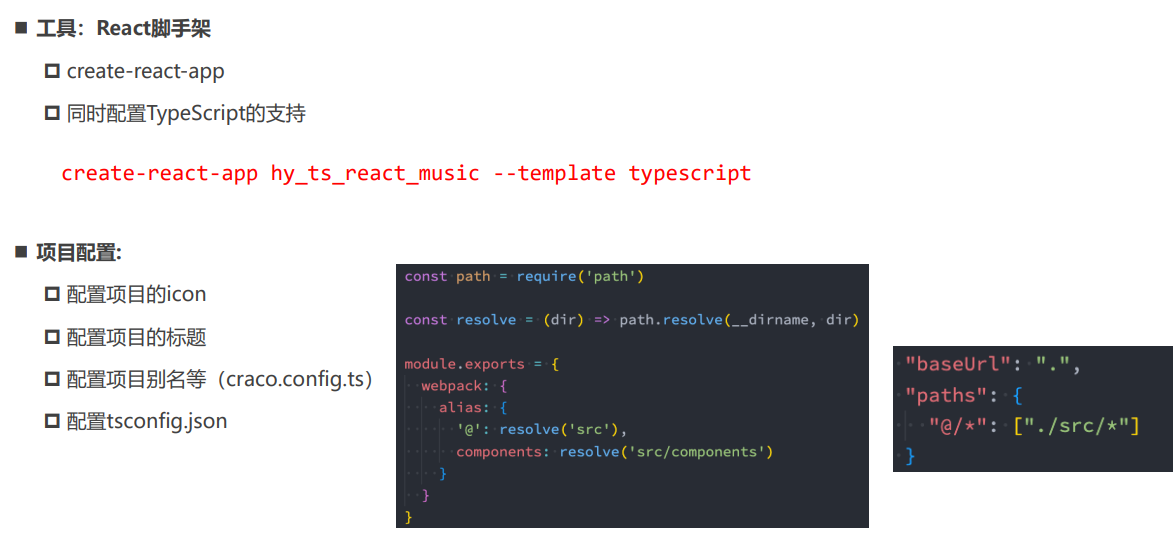 工具：React脚手架
create-react-app
同时配置TypeScript的支持
create-react-app hy_ts_react_music --template typescript
项目配置:
配置项目的icon
配置项目的标题
配置项目别名等（craco.config.ts）
配置tsconfig.json
const path = require('path')
const resolve = (dir) => path.resolve(__dirname, dir)
module.exports = {
  webpack: {
    alias: {
      '@': resolve('src'),
      components: resolve('src/components')
    }
  }
}
"baseUrl": ".",
"paths": {
  "@/*": ["./src/*"]
}